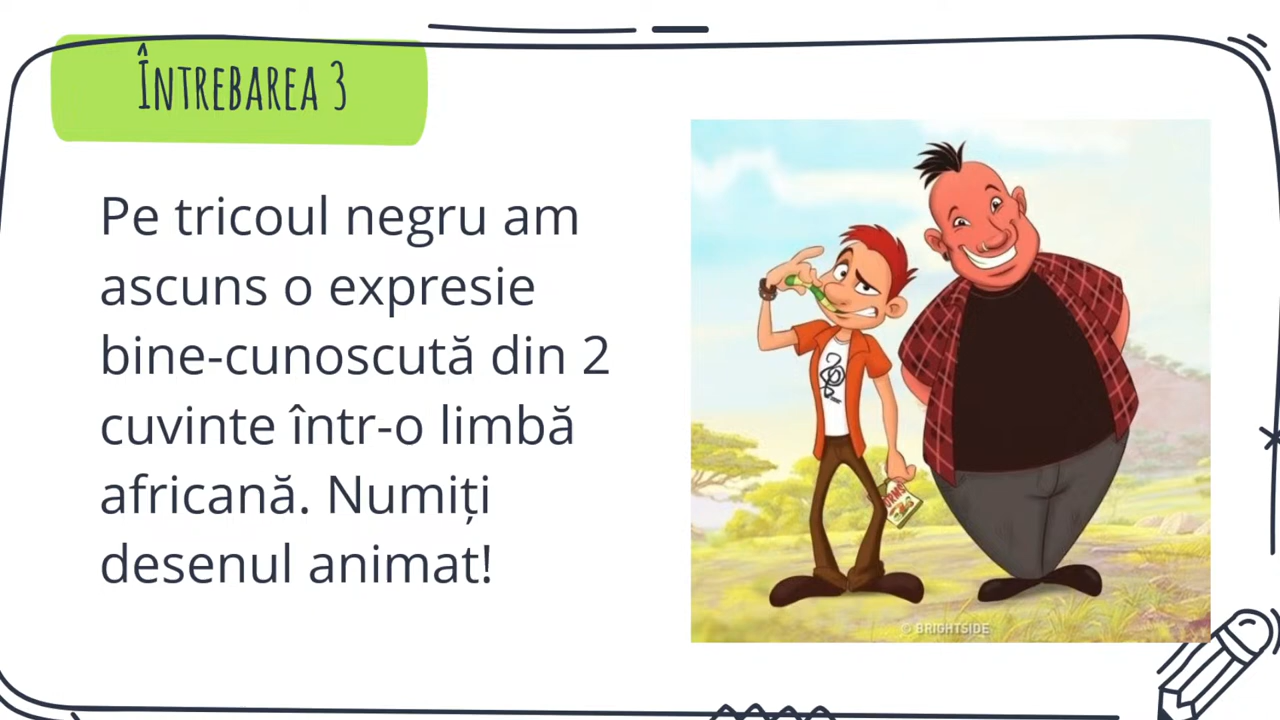 ÎNTREBAREA 3
Pe tricoul negru am
ascuns o expresie
bine-cunoscută din 2
cuvinte într-o limbă
africană. Numiți
desenul animat!
© BRIGHTSIDE